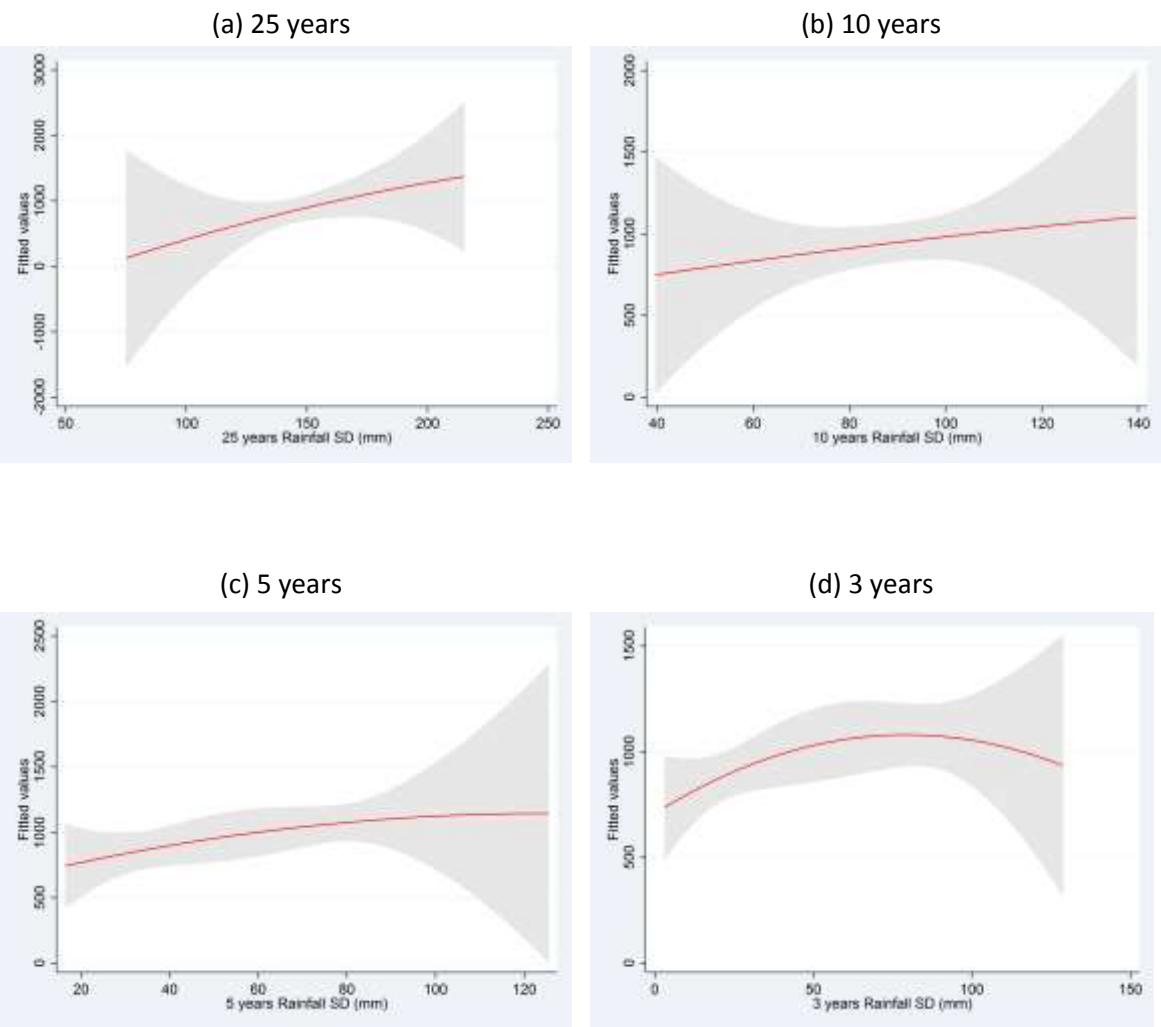 (a) 25 years
(b) 10 years
Fitted values
3000
2000
1000
0
-1000
-2000
50 100 150 200 250
25 years Rainfall SD (mm)
Fitted values
2000
1500
1000
500
0
40 60 80 100 120 140
10 years Rainfall SD (mm)
(c) 5 years
(d) 3 years
Fitted values
2500
2000
1500
1000
500
0
20 40 60 80 100 120
5 years Rainfall SD (mm)
Fitted values
1500
1000
500
0
0 50 100 150
3 years Rainfall SD (mm)